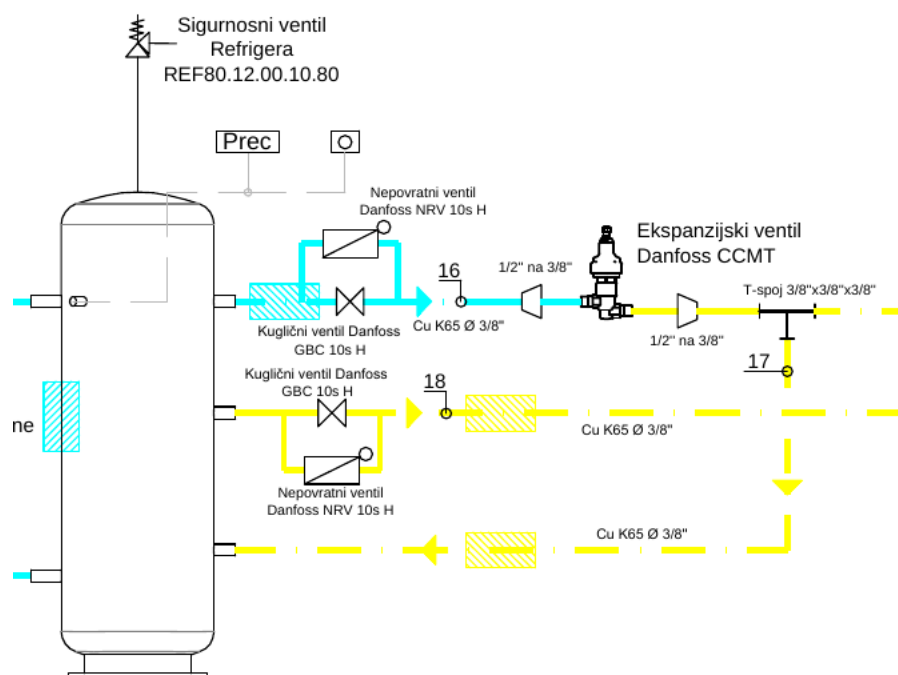 Sigurnosni ventil
Refrigera
REF80.12.00.10.80
Prec
Nepovratni ventil
Danfoss NRV 10s H
Ekspanzijski ventil
Danfoss CCMT
16
1/2" na 3/8"
T-spoj 3/8"x3/8"x3/8"
Kuglični ventil Danfoss
GBC 10s H
Cu K65 Ø 3/8"
1/2" na 3/8"
17
Kuglični ventil Danfoss
GBC 10s H
18
ne
Cu K65 Ø 3/8"
Nepovratni ventil
Danfoss NRV 10s H
Cu K65 Ø 3/8"